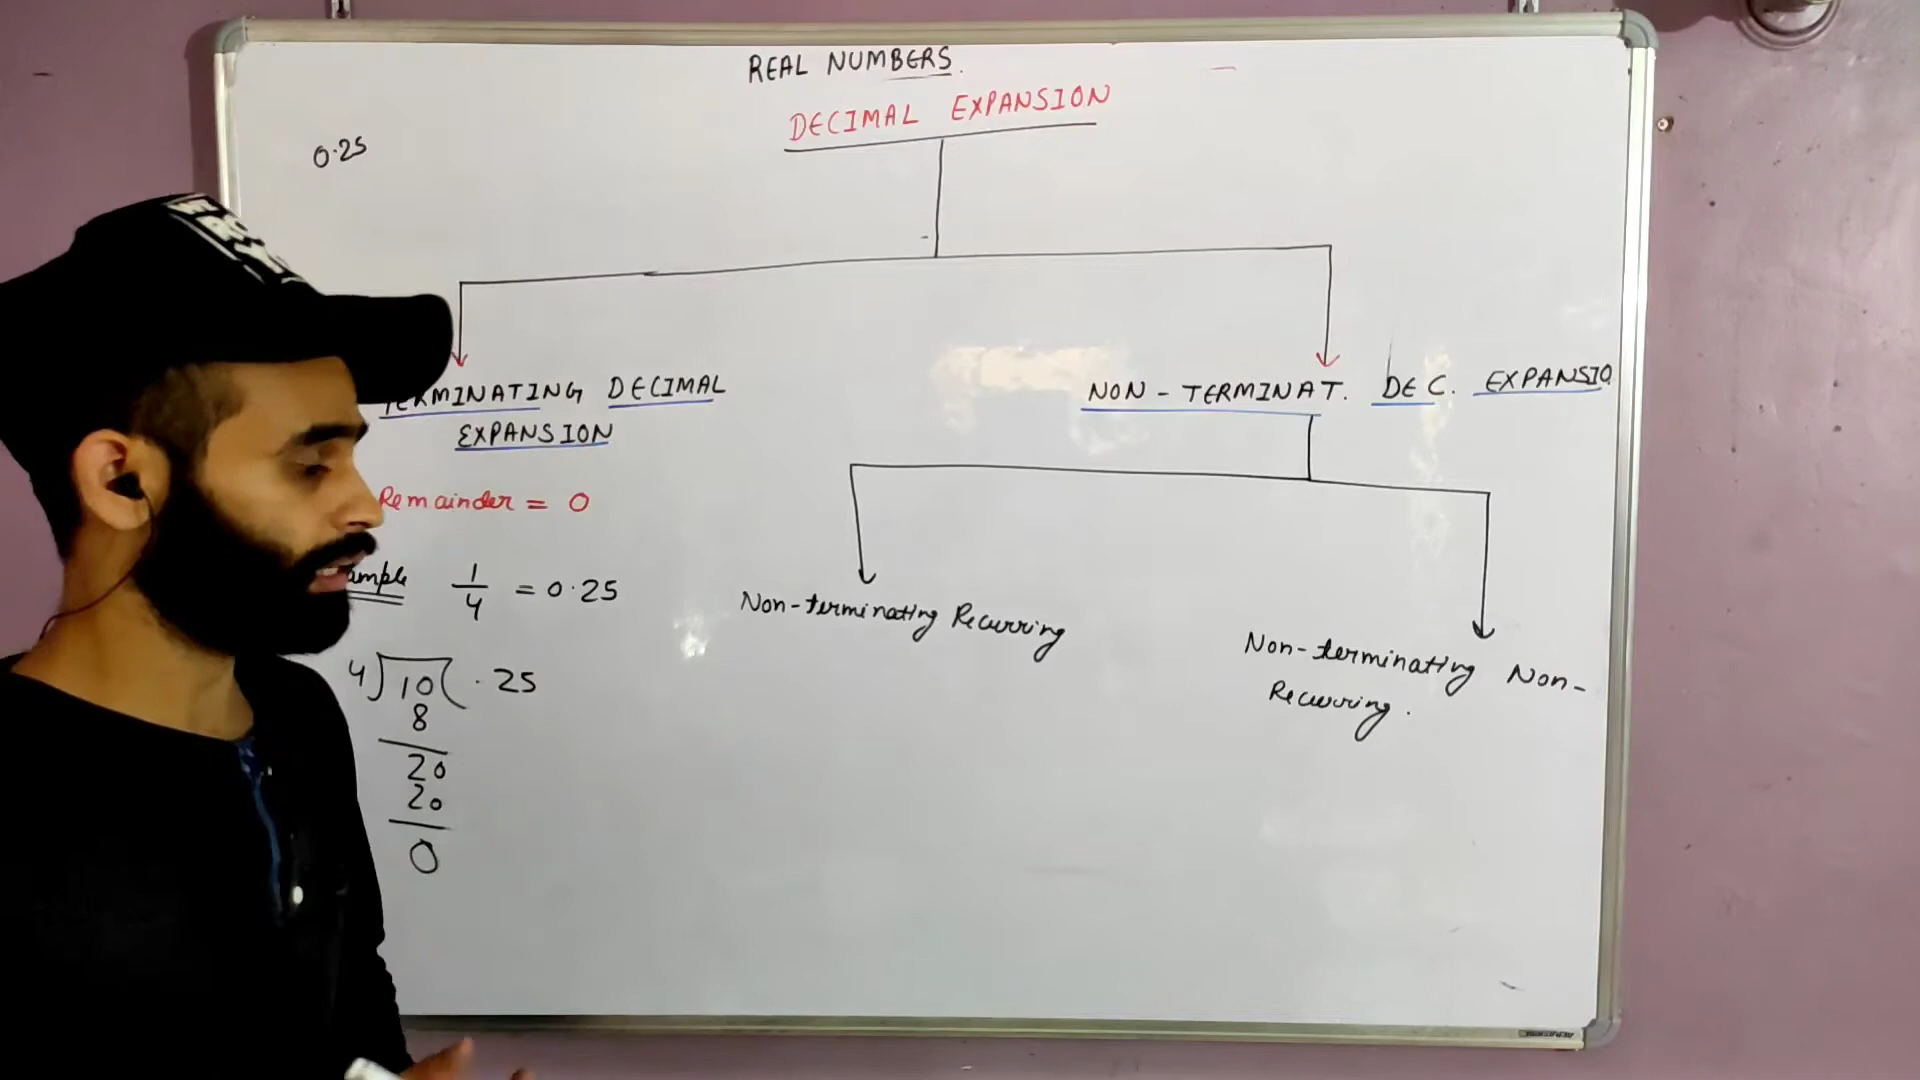 REAL NUMBERS.
DECIMAL EXPANSION
0.25
TERMINATING DECIMAL
EXPANSION
NON - TERMINAT. DEC. EXPANSIO
Remainder = 0
ample 1/4 = 0.25
Non-terminating Recurring
Non-terminating Non-
Recurring.
4)10( .25
8
20
20
0